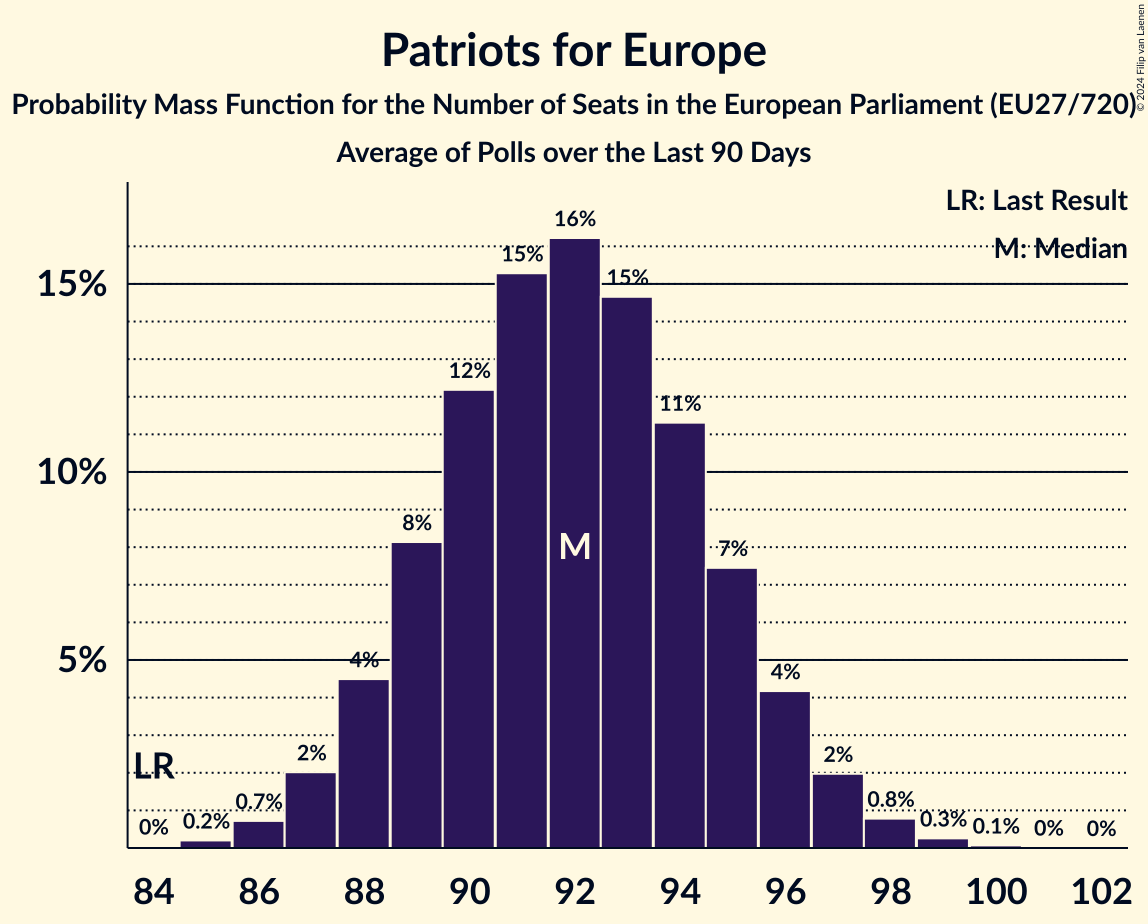 Patriots for Europe
Probability Mass Function for the Number of Seats in the European Parliament (EU27/720)
Average of Polls over the Last 90 Days
© 2024 Filip van Laenen
LR: Last Result
M: Median
15%
10%
5%
0%
0.2%
0.7%
2%
4%
8%
12%
15%
16%
15%
11%
7%
4%
2%
0.8%
0.3%
0.1%
0%
0%
LR
M
84 86 88 90 92 94 96 98 100 102